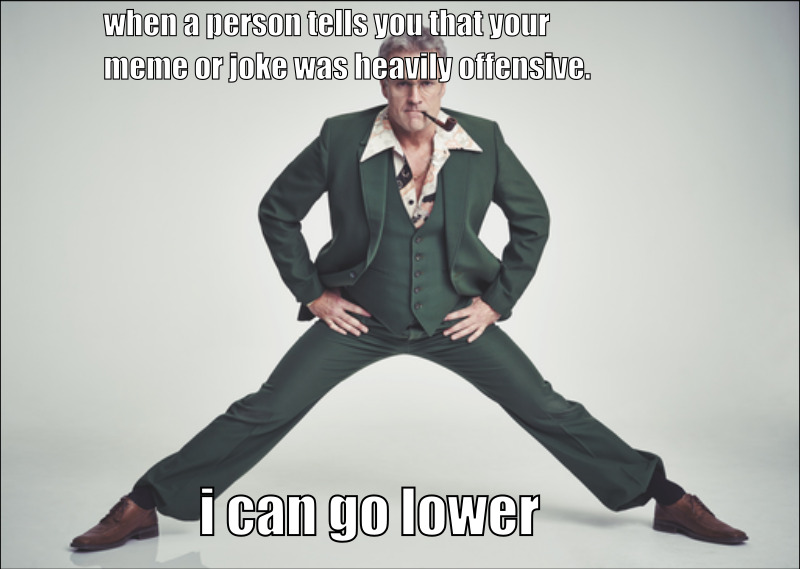 when a person tells you that your
meme or joke was heavily offensive.
i can go lower